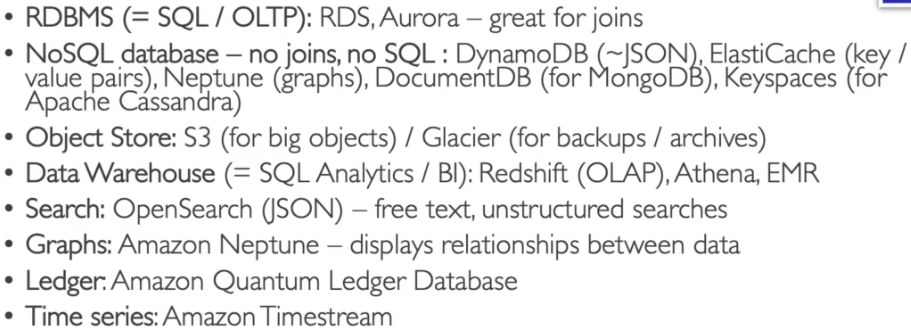 • RDBMS (= SQL / OLTP): RDS, Aurora – great for joins
• NoSQL database – no joins, no SQL : DynamoDB (~JSON), ElastiCache (key /
value pairs), Neptune (graphs), DocumentDB (for MongoDB), Keyspaces (for
Apache Cassandra)
• Object Store: S3 (for big objects) / Glacier (for backups / archives)
• Data Warehouse (= SQL Analytics / BI): Redshift (OLAP), Athena, EMR
• Search: OpenSearch (JSON) – free text, unstructured searches
• Graphs: Amazon Neptune – displays relationships between data
• Ledger: Amazon Quantum Ledger Database
• Time series: Amazon Timestream